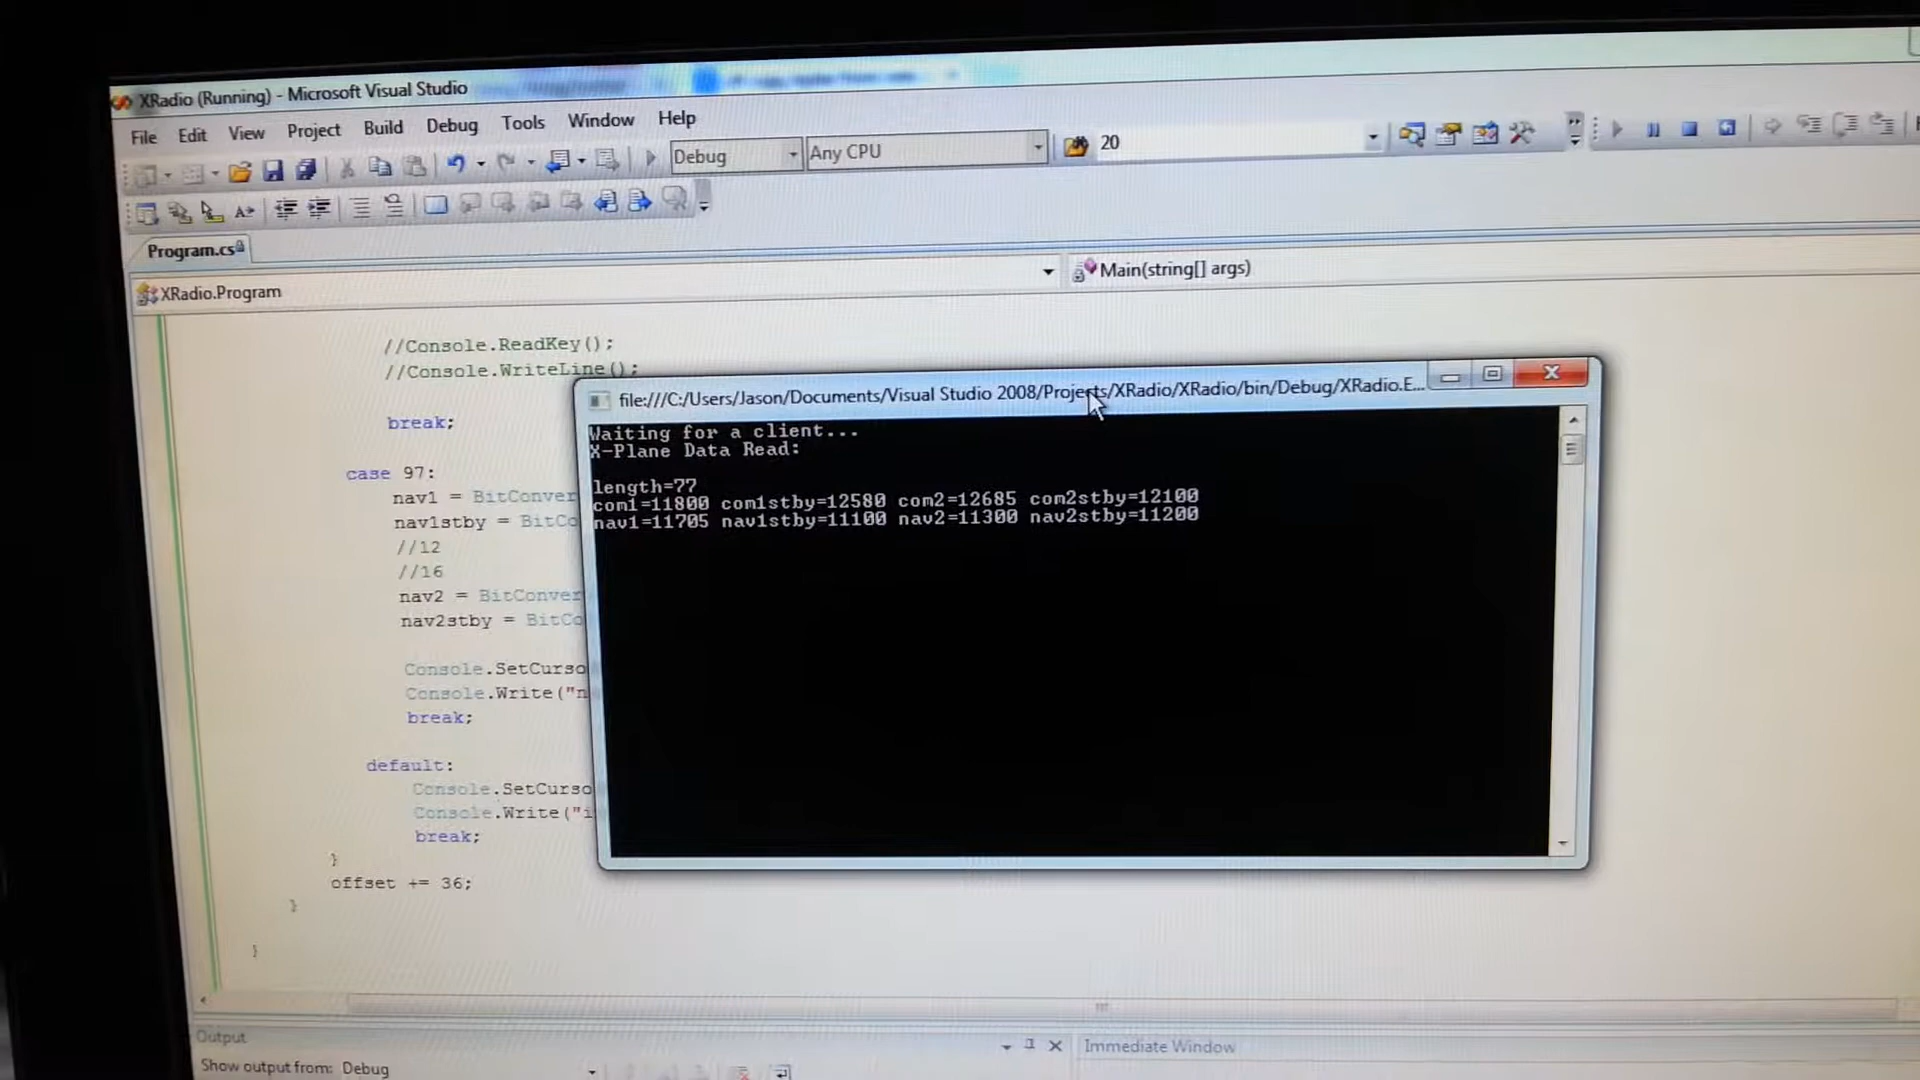 XRadio (Running) - Microsoft Visual Studio
File Edit View Project Build Debug Tools Window Help
Debug Any CPU 20
Program.cs
XRadio.Program Main(string[] args)
//Console.ReadKey();
//Console.WriteLine();
break;
case 97:
nav1 = BitConver
nav1stby = BitCo
//12
//16
nav2 = BitConver
nav2stby = BitCo
Console.SetCurso
Console.Write("n
break;
default:
Console.SetCurso
Console.Write("i
break;
}
offset += 36;
}
}
file:///C:/Users/Jason/Documents/Visual Studio 2008/Projects/XRadio/XRadio/bin/Debug/XRadio.E...
Waiting for a client...
X-Plane Data Read:
length=77
com1=11800 com1stby=12580 com2=12685 com2stby=12100
nav1=11705 nav1stby=11100 nav2=11300 nav2stby=11200
Output
Show output from: Debug
Immediate Window